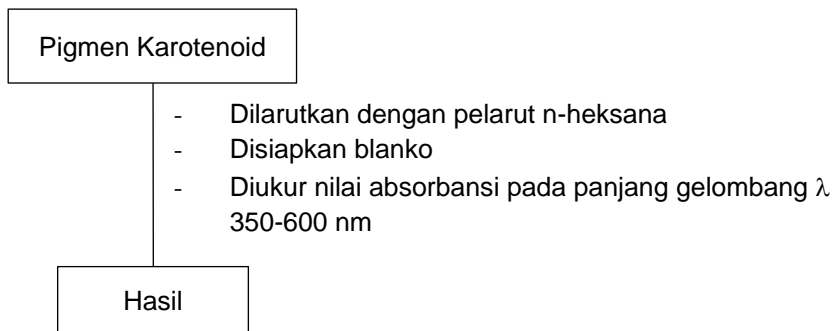 Pigmen Karotenoid
- Dilarutkan dengan pelarut n-heksana
- Disiapkan blanko
- Diukur nilai absorbansi pada panjang gelombang λ
350-600 nm
Hasil